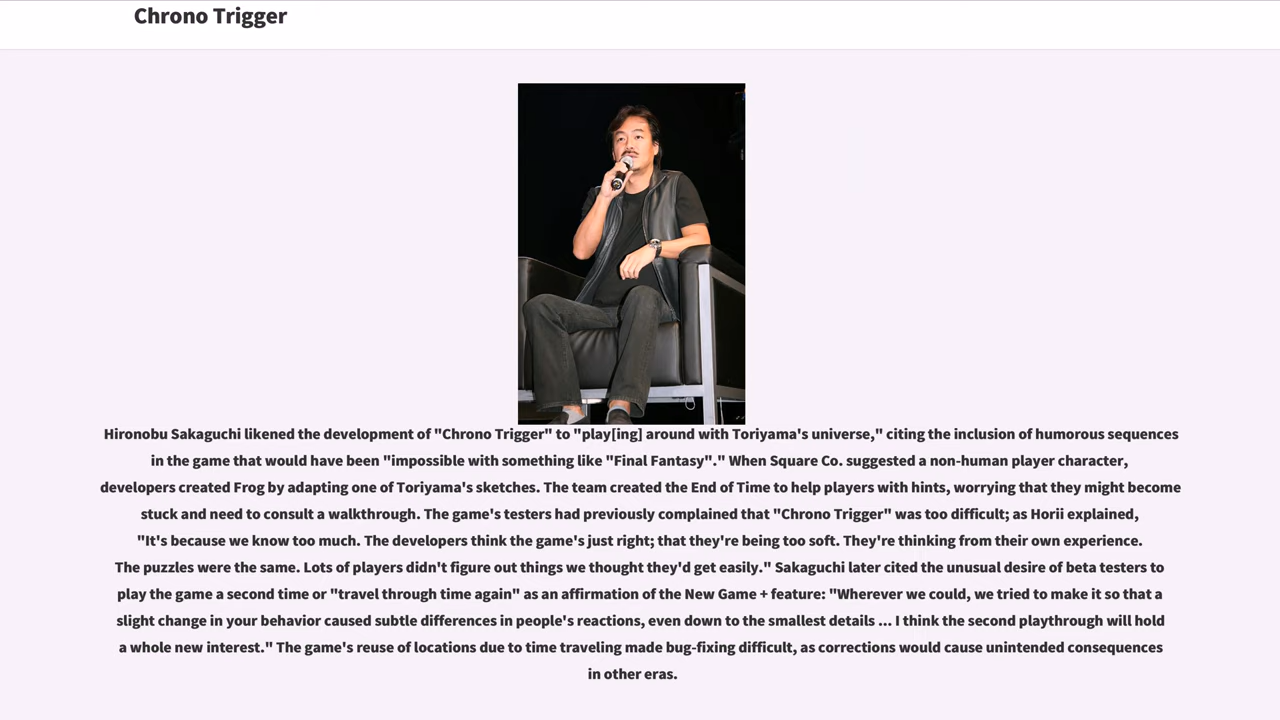 Chrono Trigger
Hironobu Sakaguchi likened the development of "Chrono Trigger" to "play[ing] around with Toriyama's universe," citing the inclusion of humorous sequences
in the game that would have been "impossible with something like "Final Fantasy"." When Square Co. suggested a non-human player character,
developers created Frog by adapting one of Toriyama's sketches. The team created the End of Time to help players with hints, worrying that they might become
stuck and need to consult a walkthrough. The game's testers had previously complained that "Chrono Trigger" was too difficult; as Horii explained,
"It's because we know too much. The developers think the game's just right; that they're being too soft. They're thinking from their own experience.
The puzzles were the same. Lots of players didn't figure out things we thought they'd get easily." Sakaguchi later cited the unusual desire of beta testers to
play the game a second time or "travel through time again" as an affirmation of the New Game + feature: "Wherever we could, we tried to make it so that a
slight change in your behavior caused subtle differences in people's reactions, even down to the smallest details ... I think the second playthrough will hold
a whole new interest." The game's reuse of locations due to time traveling made bug-fixing difficult, as corrections would cause unintended consequences
in other eras.